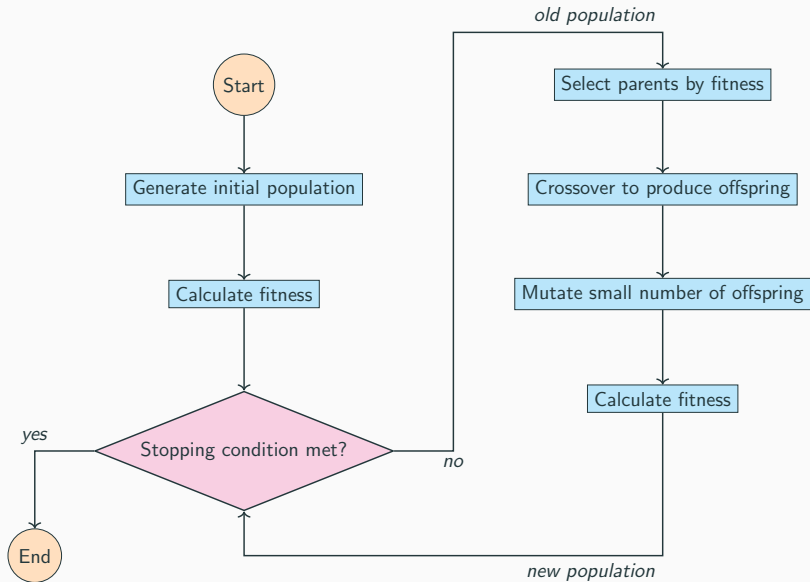 old population
Start
Select parents by fitness
Generate initial population
Crossover to produce offspring
Calculate fitness
Mutate small number of offspring
Calculate fitness
yes
Stopping condition met?
no
End
new population